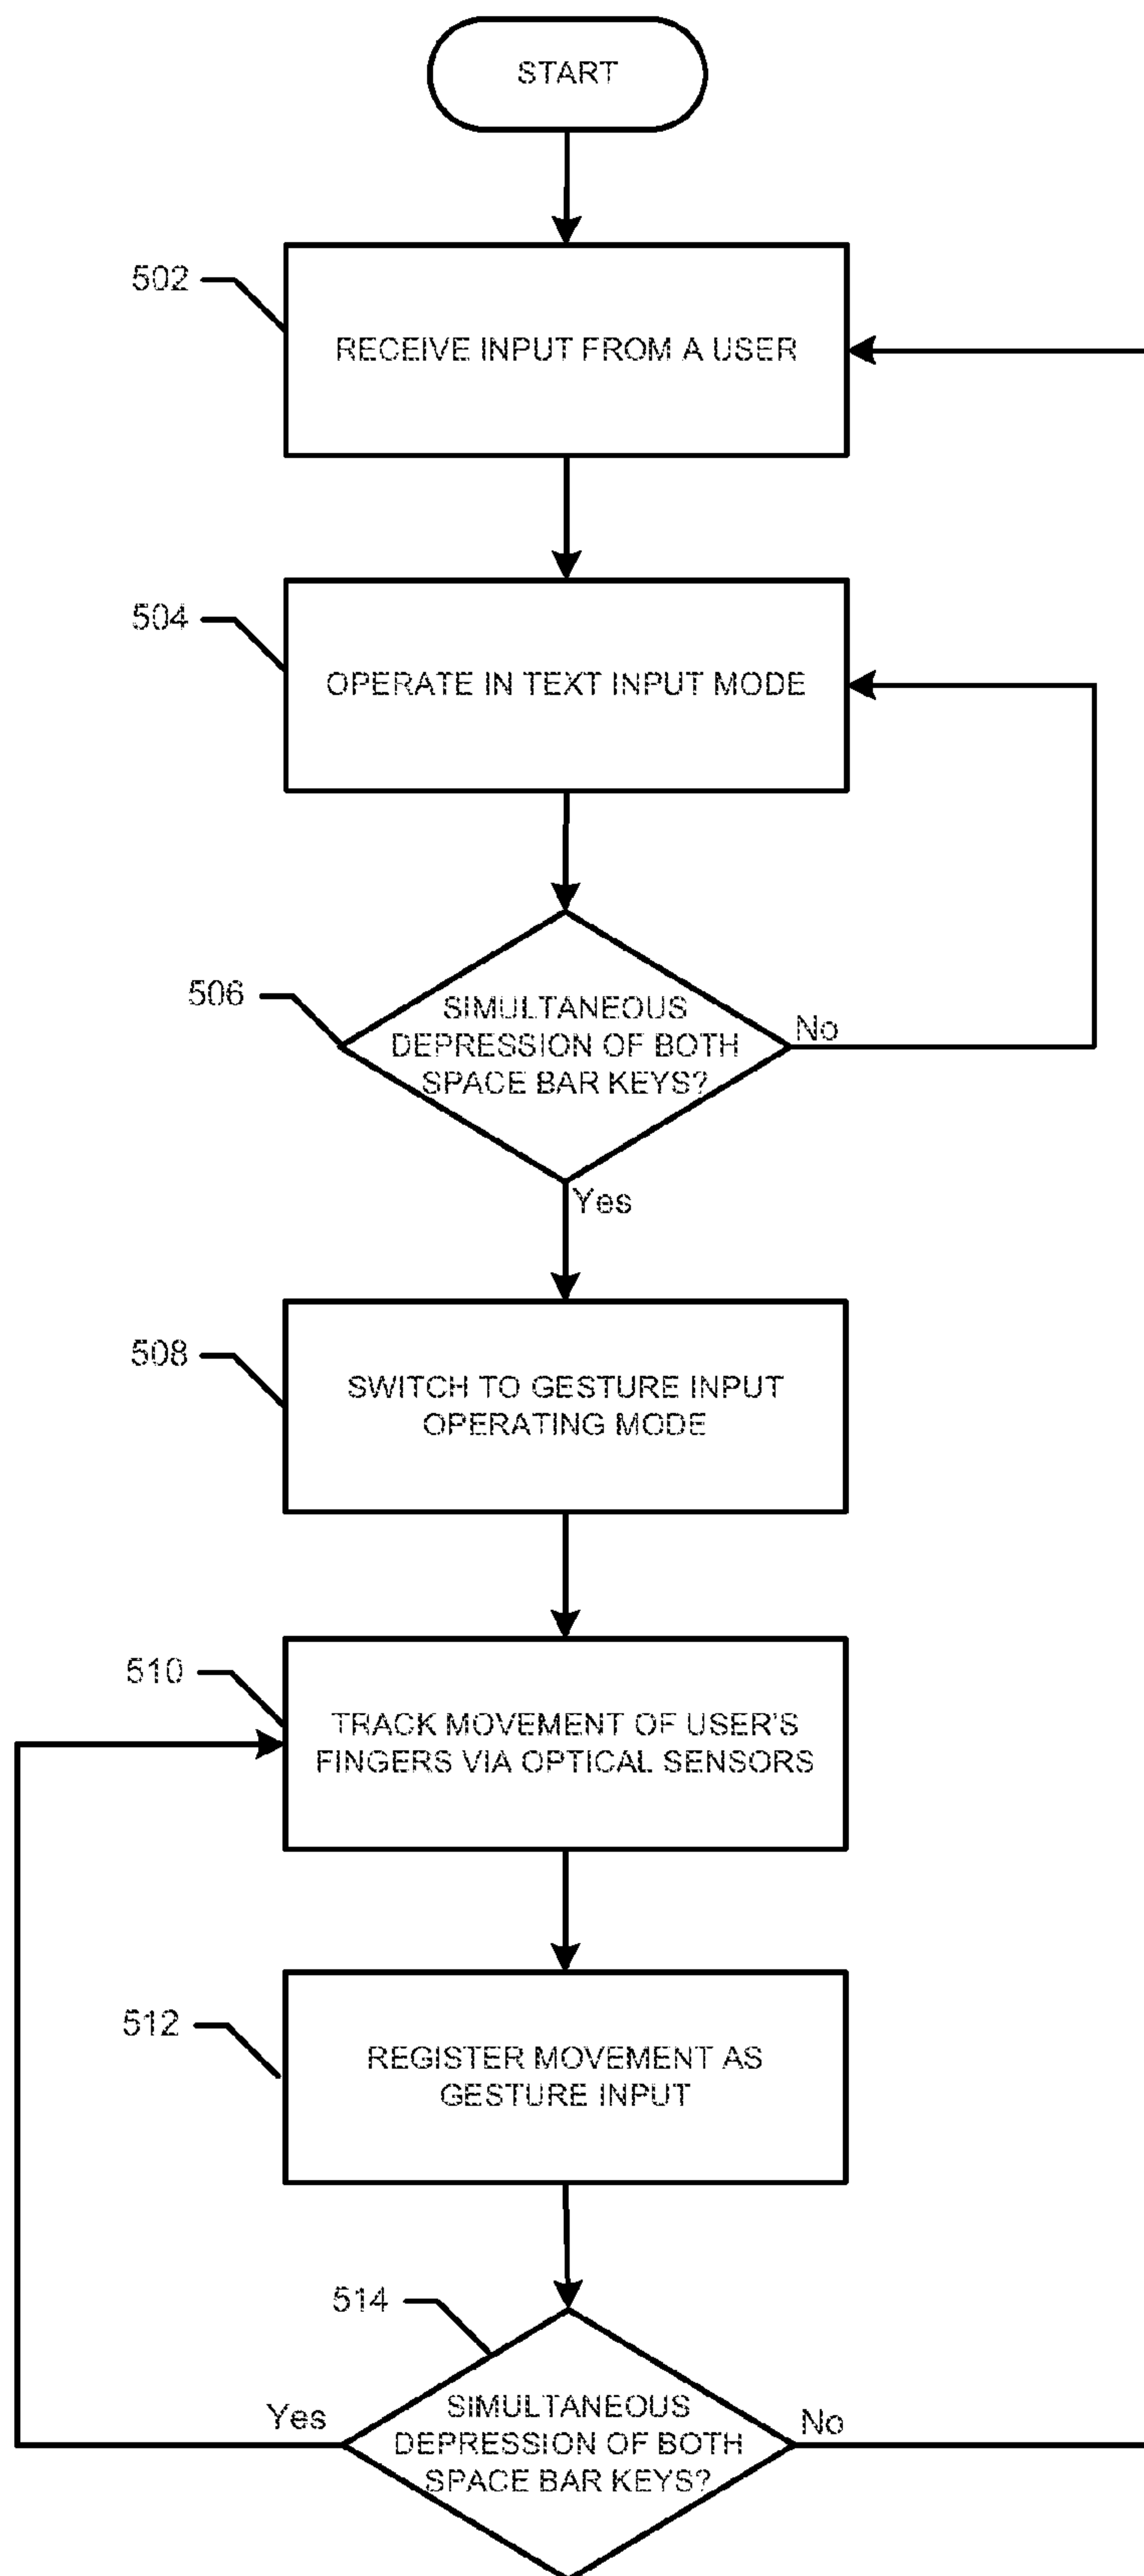 START
502
RECEIVE INPUT FROM A USER
504
OPERATE IN TEXT INPUT MODE
506
SIMULTANEOUS
DEPRESSION OF BOTH
SPACE BAR KEYS?
No
Yes
508
SWITCH TO GESTURE INPUT
OPERATING MODE
510
TRACK MOVEMENT OF USER'S
FINGERS VIA OPTICAL SENSORS
512
REGISTER MOVEMENT AS
GESTURE INPUT
514
Yes
SIMULTANEOUS
DEPRESSION OF BOTH
SPACE BAR KEYS?
No